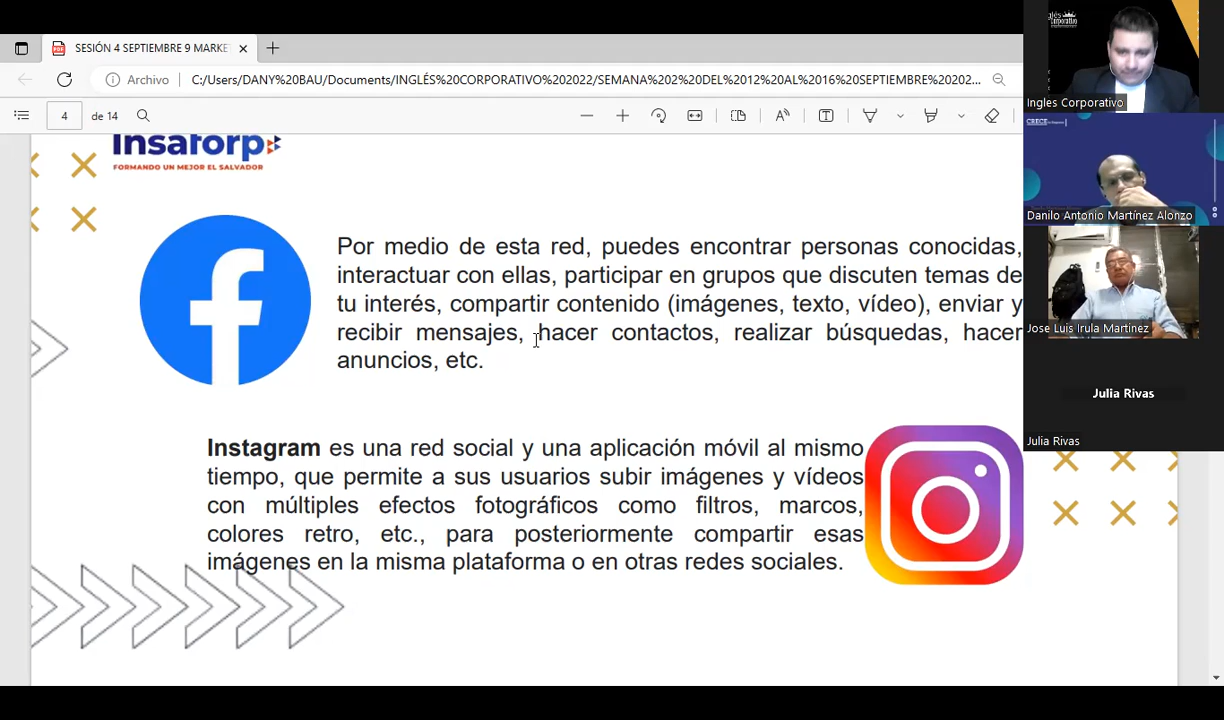 SESIÓN 4 SEPTIEMBRE 9 MARKE
Archivo
C:/Users/DANY%20BAU/Documents/INGLÉS%20CORPORATIVO%202022/SEMANA%202%20DEL%2012%20AL%2016%20SEPTIEMBRE%20202...
4 de 14
Insaforp
FORMANDO UN MEJOR EL SALVADOR
Por medio de esta red, puedes encontrar personas conocidas,
interactuar con ellas, participar en grupos que discuten temas de
tu interés, compartir contenido (imágenes, texto, vídeo), enviar y
recibir mensajes, hacer contactos, realizar búsquedas, hacer
anuncios, etc.
Instagram es una red social y una aplicación móvil al mismo
tiempo, que permite a sus usuarios subir imágenes y vídeos
con múltiples efectos fotográficos como filtros, marcos,
colores retro, etc., para posteriormente compartir esas
imágenes en la misma plataforma o en otras redes sociales.
Ingles Corporativo
CRECE
Danilo Antonio Martínez Alonzo
Jose Luis Irula Martinez
Julia Rivas
Julia Rivas